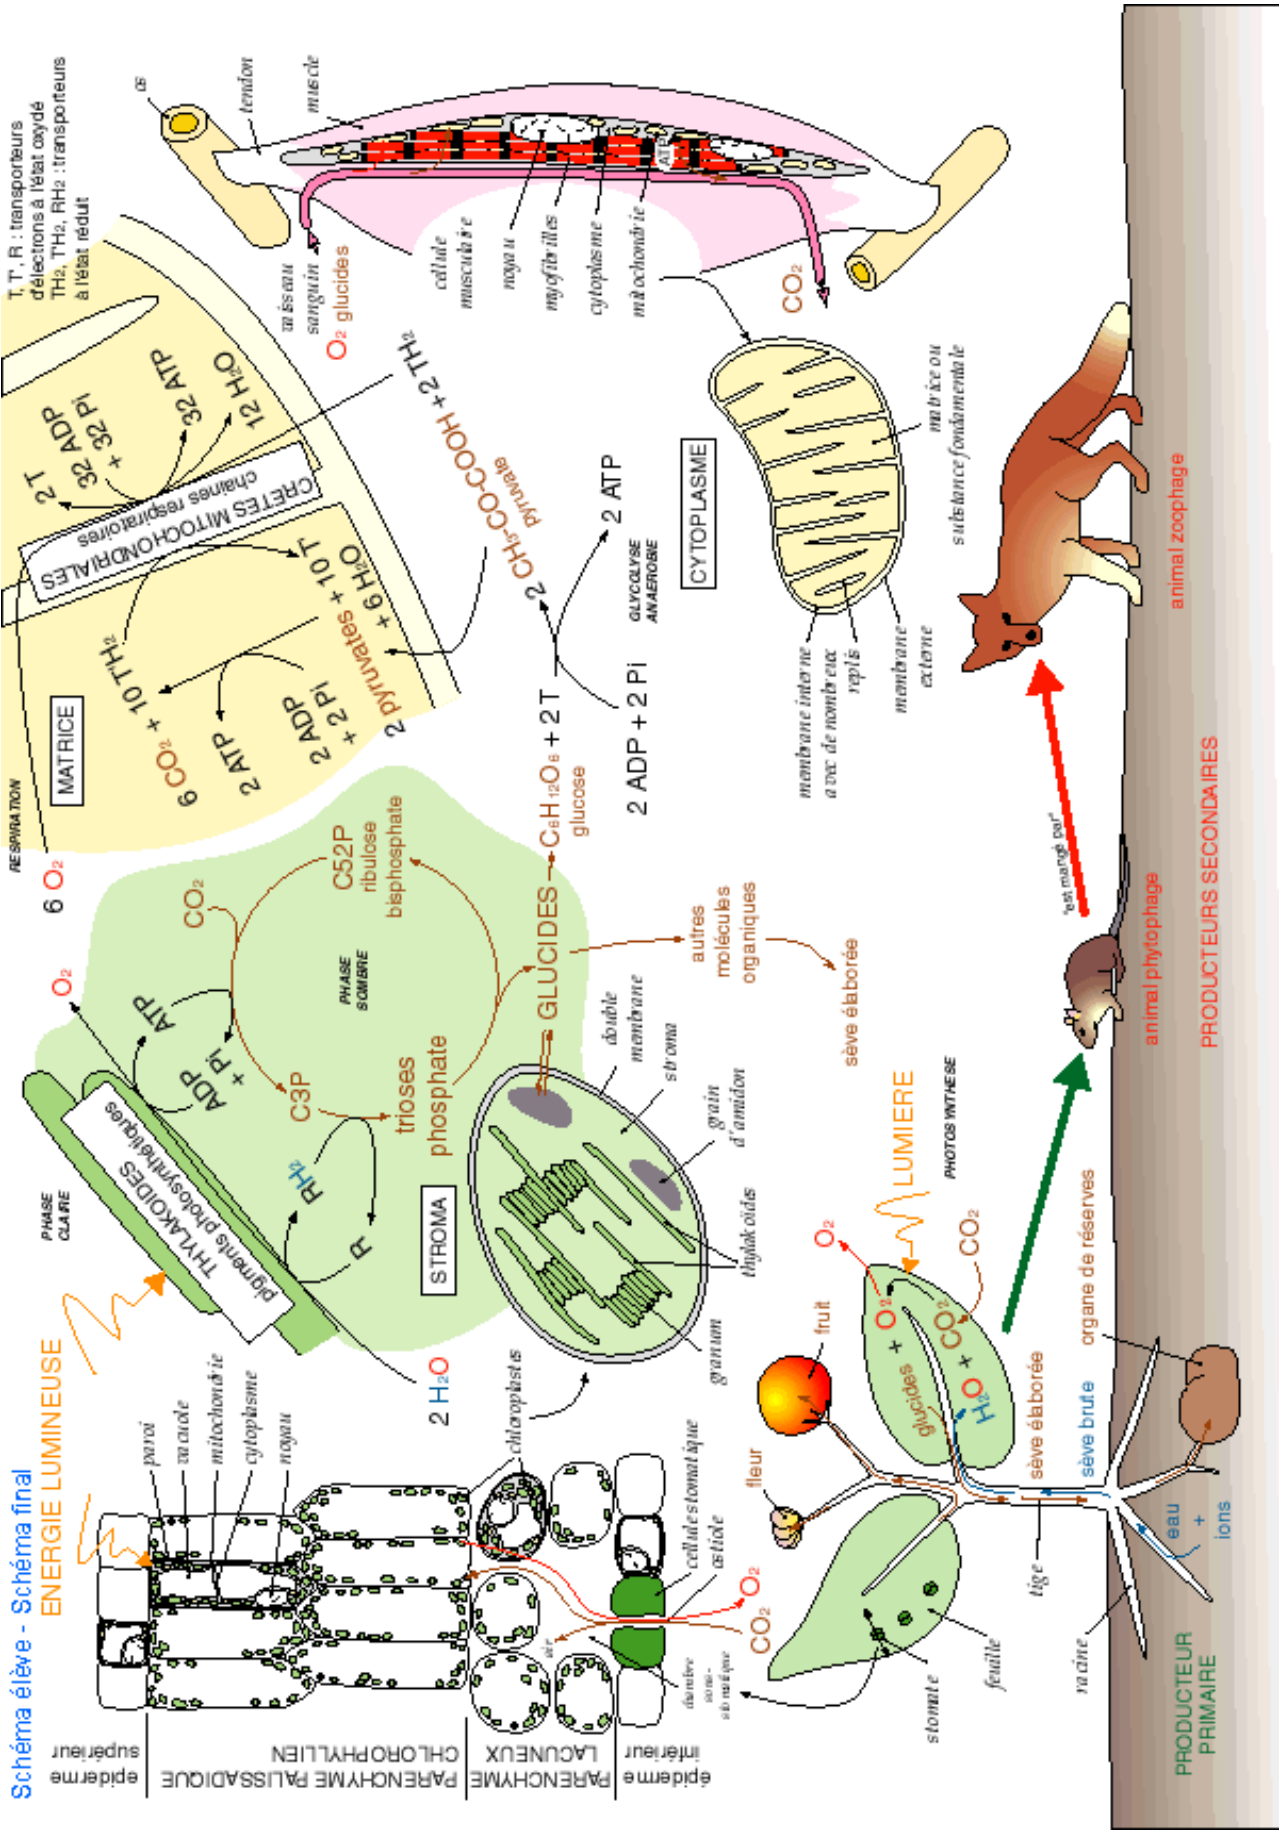 Schéma élève - Schéma final
ENERGIE LUMINEUSE
épiderme
supérieur
PARENCHYME PALISSADIQUE
CHLOROPHYLLIEN
PARENCHYME
LACUNEUX
épiderme
inférieur
paroi
vacuole
mitochondrie
cytoplasme
noyau
chloroplastes
air
chambre
sous-
stomatique
cellule stomatique
ostiole
O2
CO2
PHASE
CLAIRE
THYLAKOIDES
pigments photosynthétiques
2 H2O
O2
ATP
ADP
+ Pi
RH2
R
CO2
C3P
PHASE
SOMBRE
C52P
ribulose
bisphosphate
trioses
phosphate
STROMA
GLUCIDES
C6H12O6 + 2 T
glucose
autres
molécules
organiques
sève élaborée
double
membrane
stroma
grain
d'amidon
thylakoïdes
granum
RESPIRATION
6 O2
MATRICE
6 CO2 + 10 TH2
2 ATP
2 ADP
+ 2 Pi
2 pyruvates + 10 T
+ 6 H2O
CRETES MITOCHONDRIALES
chaines respiratoires
2 T
32 ADP
+ 32 Pi
32 ATP
12 H2O
T, T', R : transporteurs
d'élections à l'état oxydé
TH2, T'H2, RH2 : transporteurs
à l'état réduit
2 CH3-CO-COOH + 2 TH2
pyruvate
2 ADP + 2 Pi
2 ATP
GLYCOLYSE
ANAEROBIE
CYTOPLASME
os
tendon
muscle
vaisseau
sanguin
O2 glucides
cellule
musculaire
noyau
myofibrilles
cytoplasme
mitochondrie
ATP
CO2
membrane interne
avec de nombreux
replis
membrane
externe
matrice ou
substance fondamentale
fleur
fruit
O2
LUMIERE
PHOTOSYNTHESE
glucides + O2
H2O + CO2
CO2
sève élaborée
sève brute
organe de réserves
stomate
feuille
tige
racine
eau
+
ions
PRODUCTEUR
PRIMAIRE
animal phytophage
"est mangé par"
animal zoophage
PRODUCTEURS SECONDAIRES